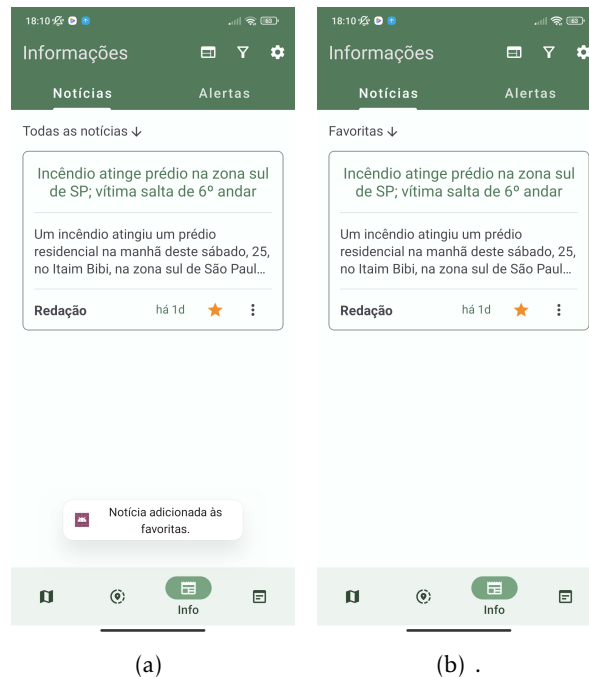 18:10
Informações
Notícias Alertas
Todas as notícias
Incêndio atinge prédio na zona sul
de SP; vítima salta de 6º andar
Um incêndio atingiu um prédio
residencial na manhã deste sábado, 25,
no Itaim Bibi, na zona sul de São Paul...
Redação há 1d
Notícia adicionada às
favoritas.
Info
(a)
18:10
Informações
Notícias Alertas
Favoritas
Incêndio atinge prédio na zona sul
de SP; vítima salta de 6º andar
Um incêndio atingiu um prédio
residencial na manhã deste sábado, 25,
no Itaim Bibi, na zona sul de São Paul...
Redação há 1d
Info
(b) .